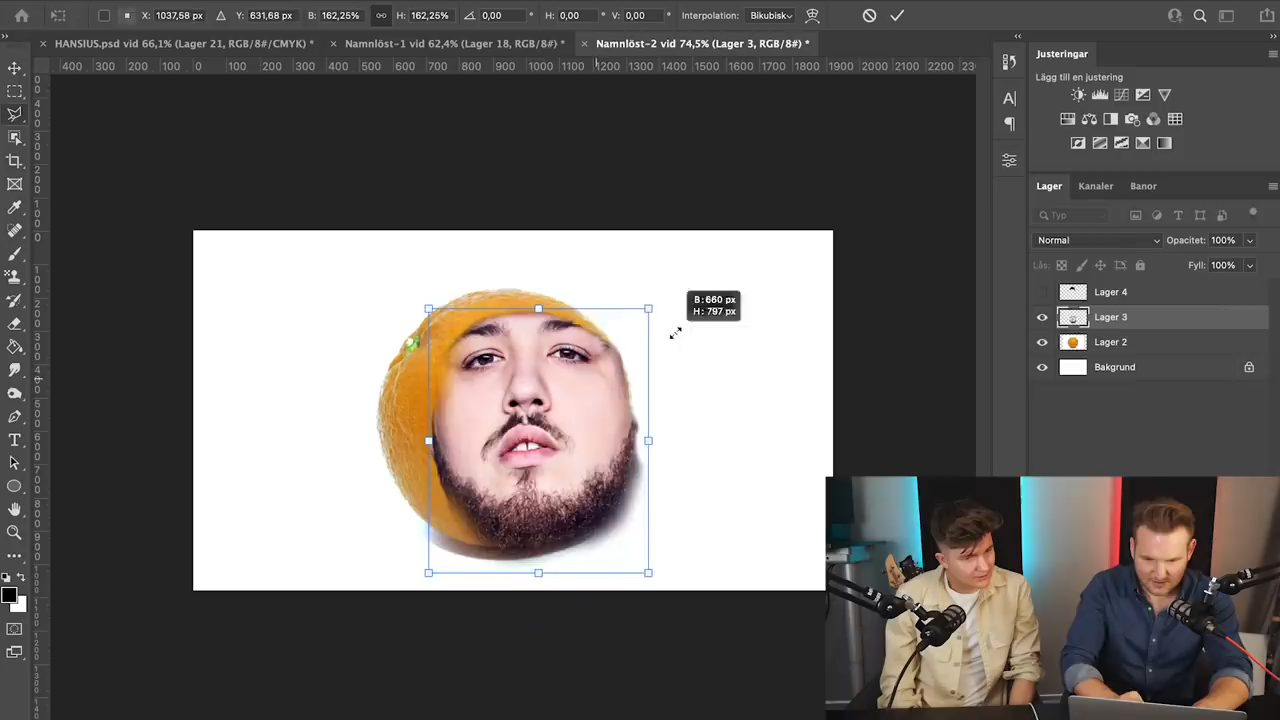 X: 1037,58 px Y: 631,68 px B: 162,25% H: 162,25% 0,00 ° H: 0,00 ° V: 0,00 ° Interpolation: Bikubisk
HANSIUS.psd vid 66,1% (Lager 21, RGB/8#/CMYK) * Namnlöst-1 vid 62,4% (Lager 18, RGB/8#) * Namnlöst-2 vid 74,5% (Lager 3, RGB/8#) *
400 300 200 100 0 100 200 300 400 500 600 700 800 900 1000 1100 1200 1300 1400 1500 1600 1700 1800 1900 2000 2100 2200
Justeringar
Lägg till en justering
Lager Kanaler Banor
Typ
Normal Opacitet: 100%
Lås: Fyll: 100%
Lager 4
Lager 3
Lager 2
Bakgrund
B: 660 px
H: 797 px